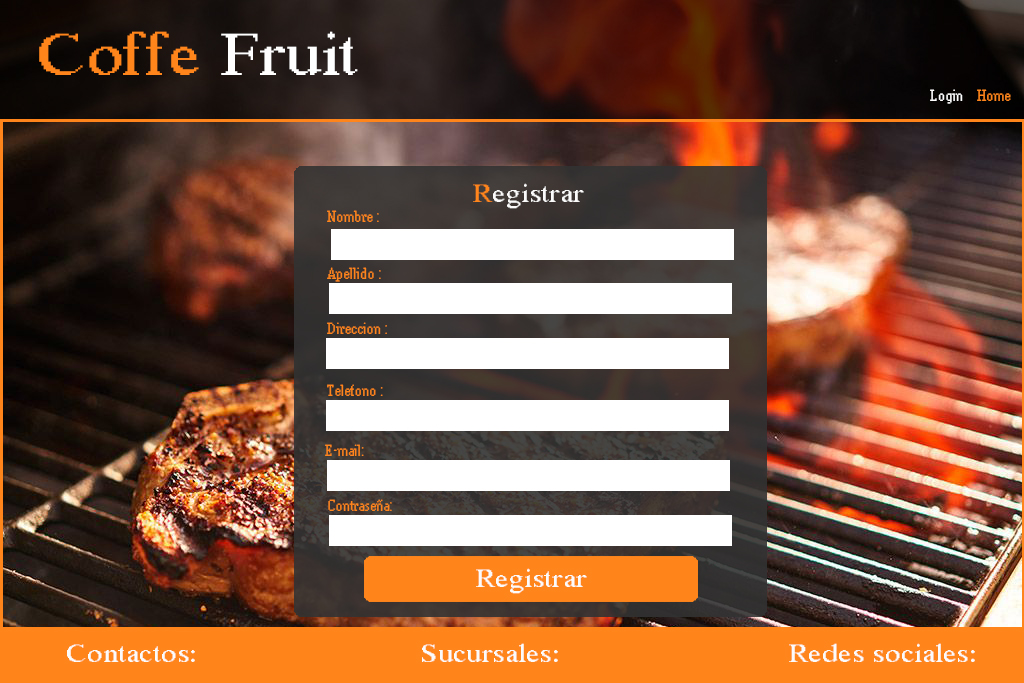 Coffe Fruit
Login Home
Registrar
Nombre :
Apellido :
Direccion :
Telefono :
E-mail:
Contraseña:
Registrar
Contactos: Sucursales: Redes sociales: